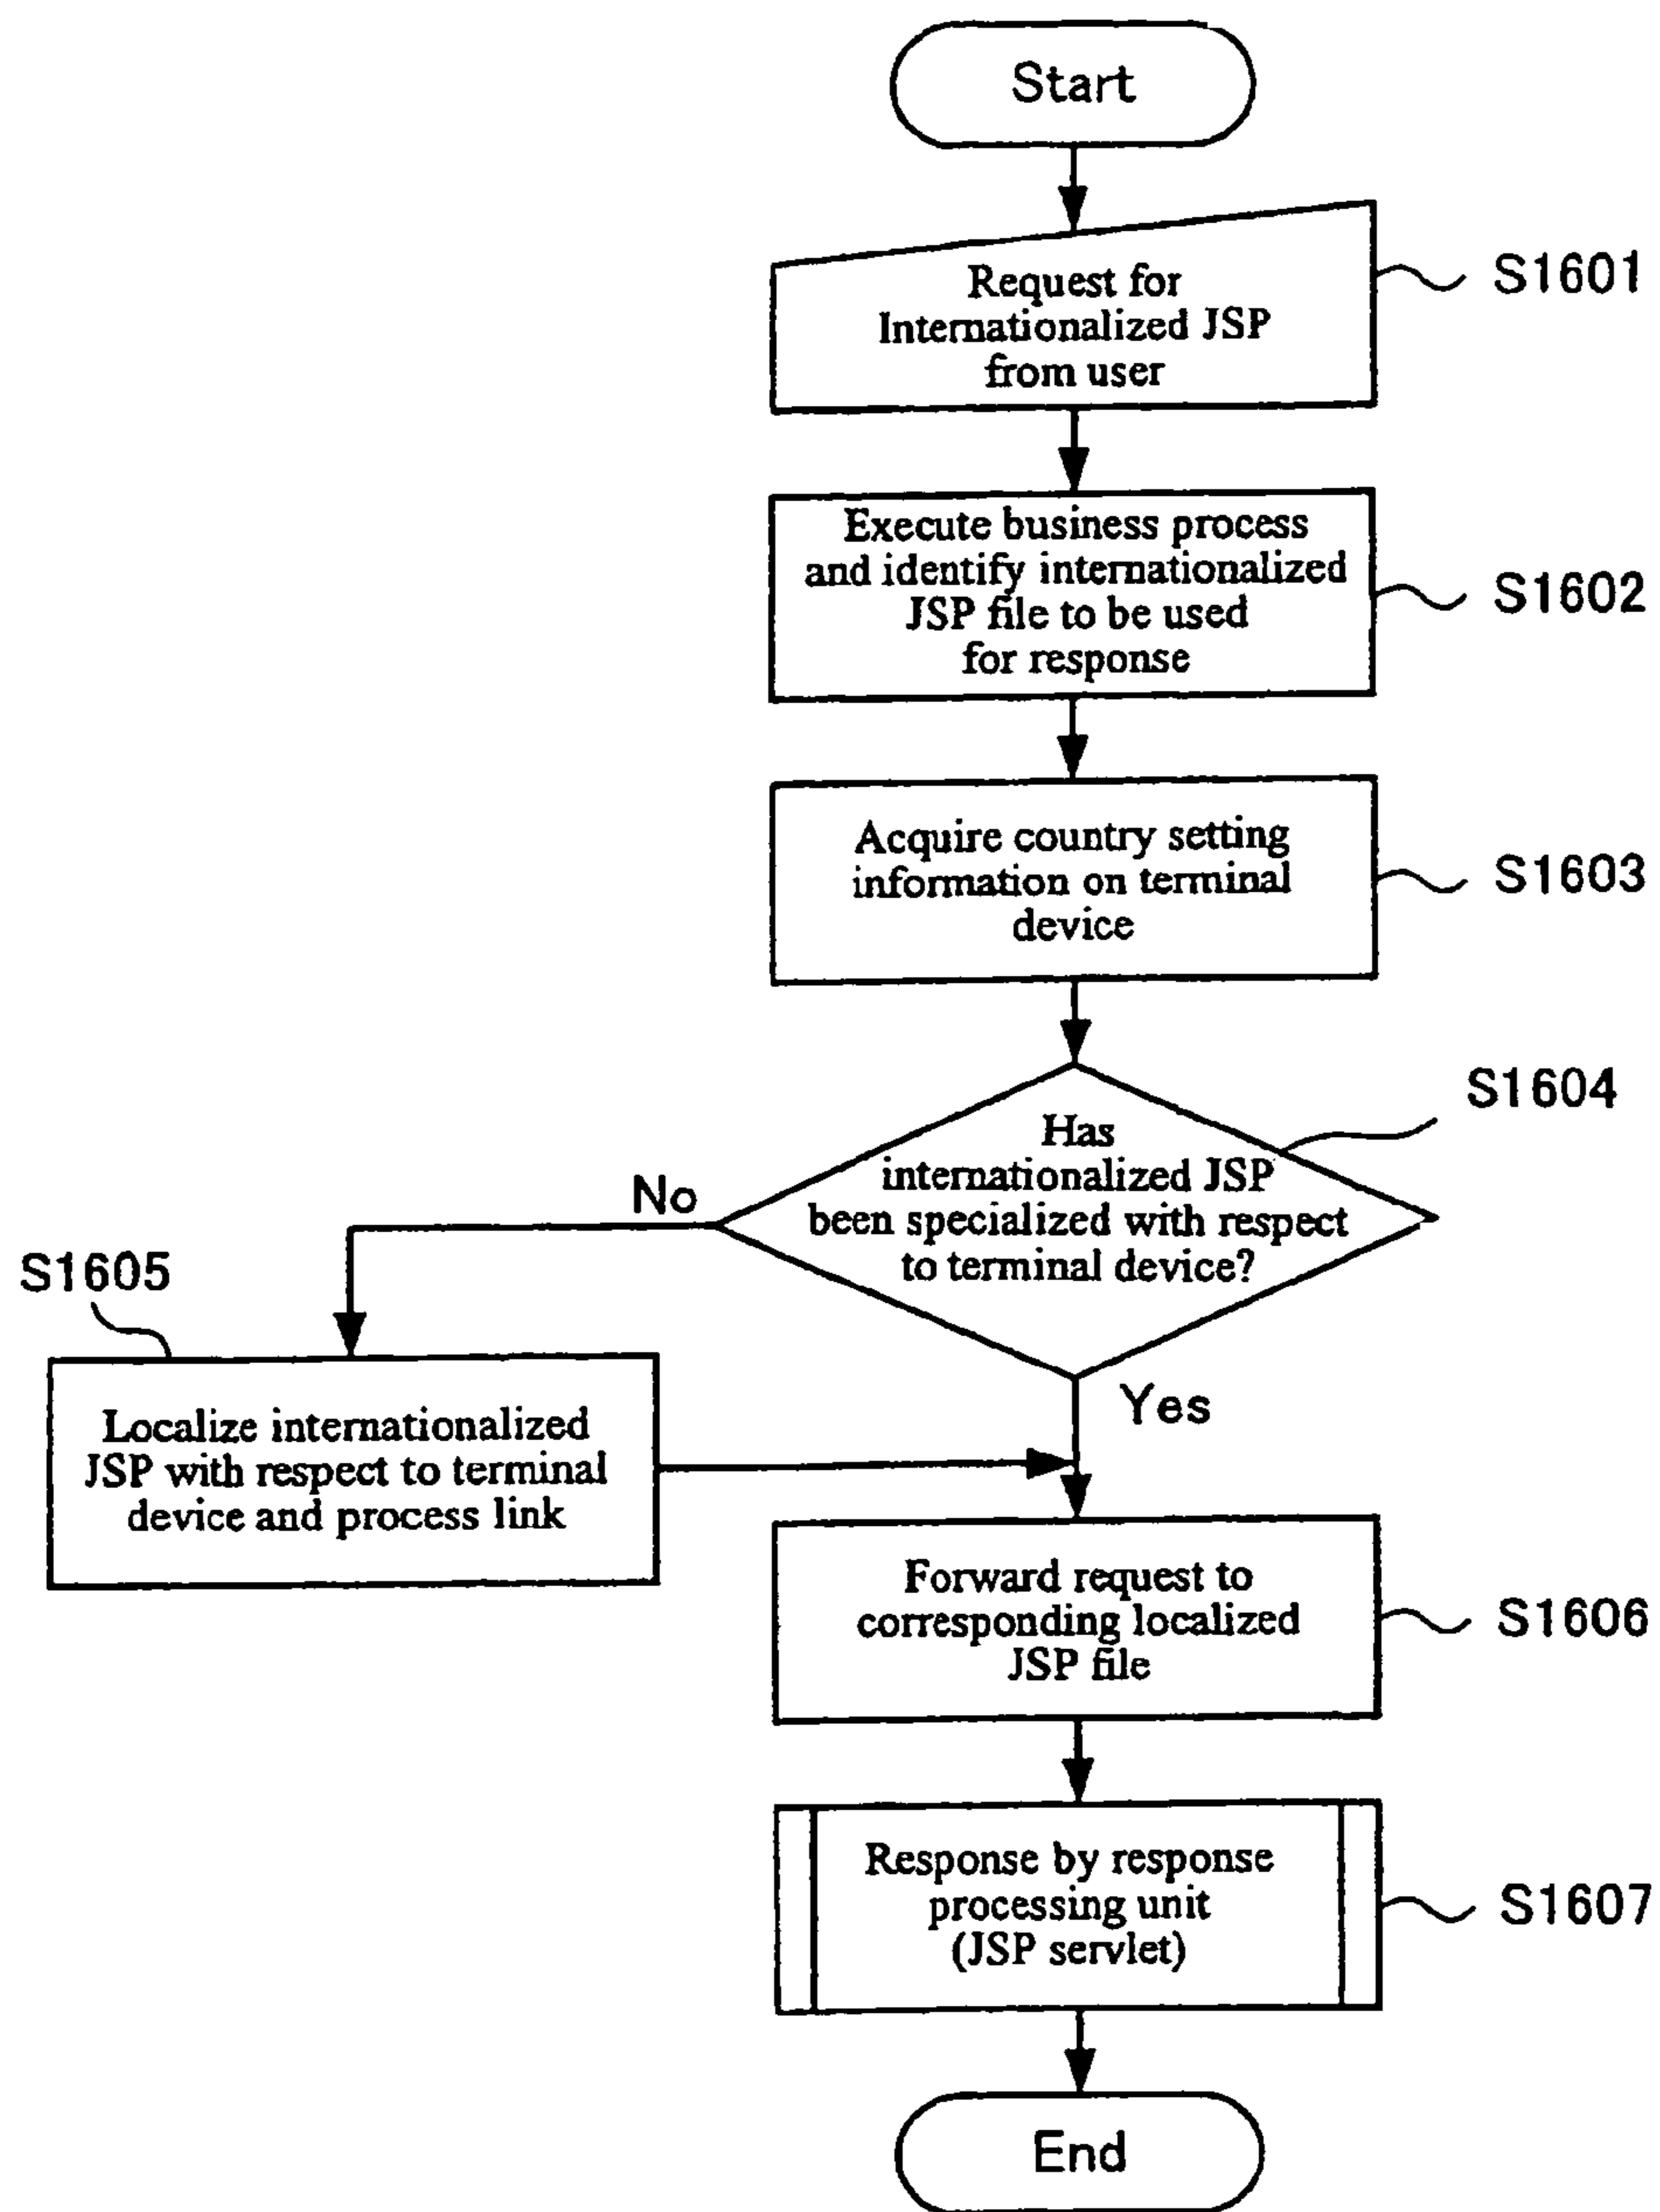 Start
Request for
Internationalized JSP
from user
S1601
Execute business process
and identify internationalized
JSP file to be used
for response
S1602
Acquire country setting
information on terminal
device
S1603
Has
internationalized JSP
been specialized with respect
to terminal device?
S1604
No
Yes
S1605
Localize internationalized
JSP with respect to terminal
device and process link
Forward request to
corresponding localized
JSP file
S1606
Response by response
processing unit
(JSP servlet)
S1607
End